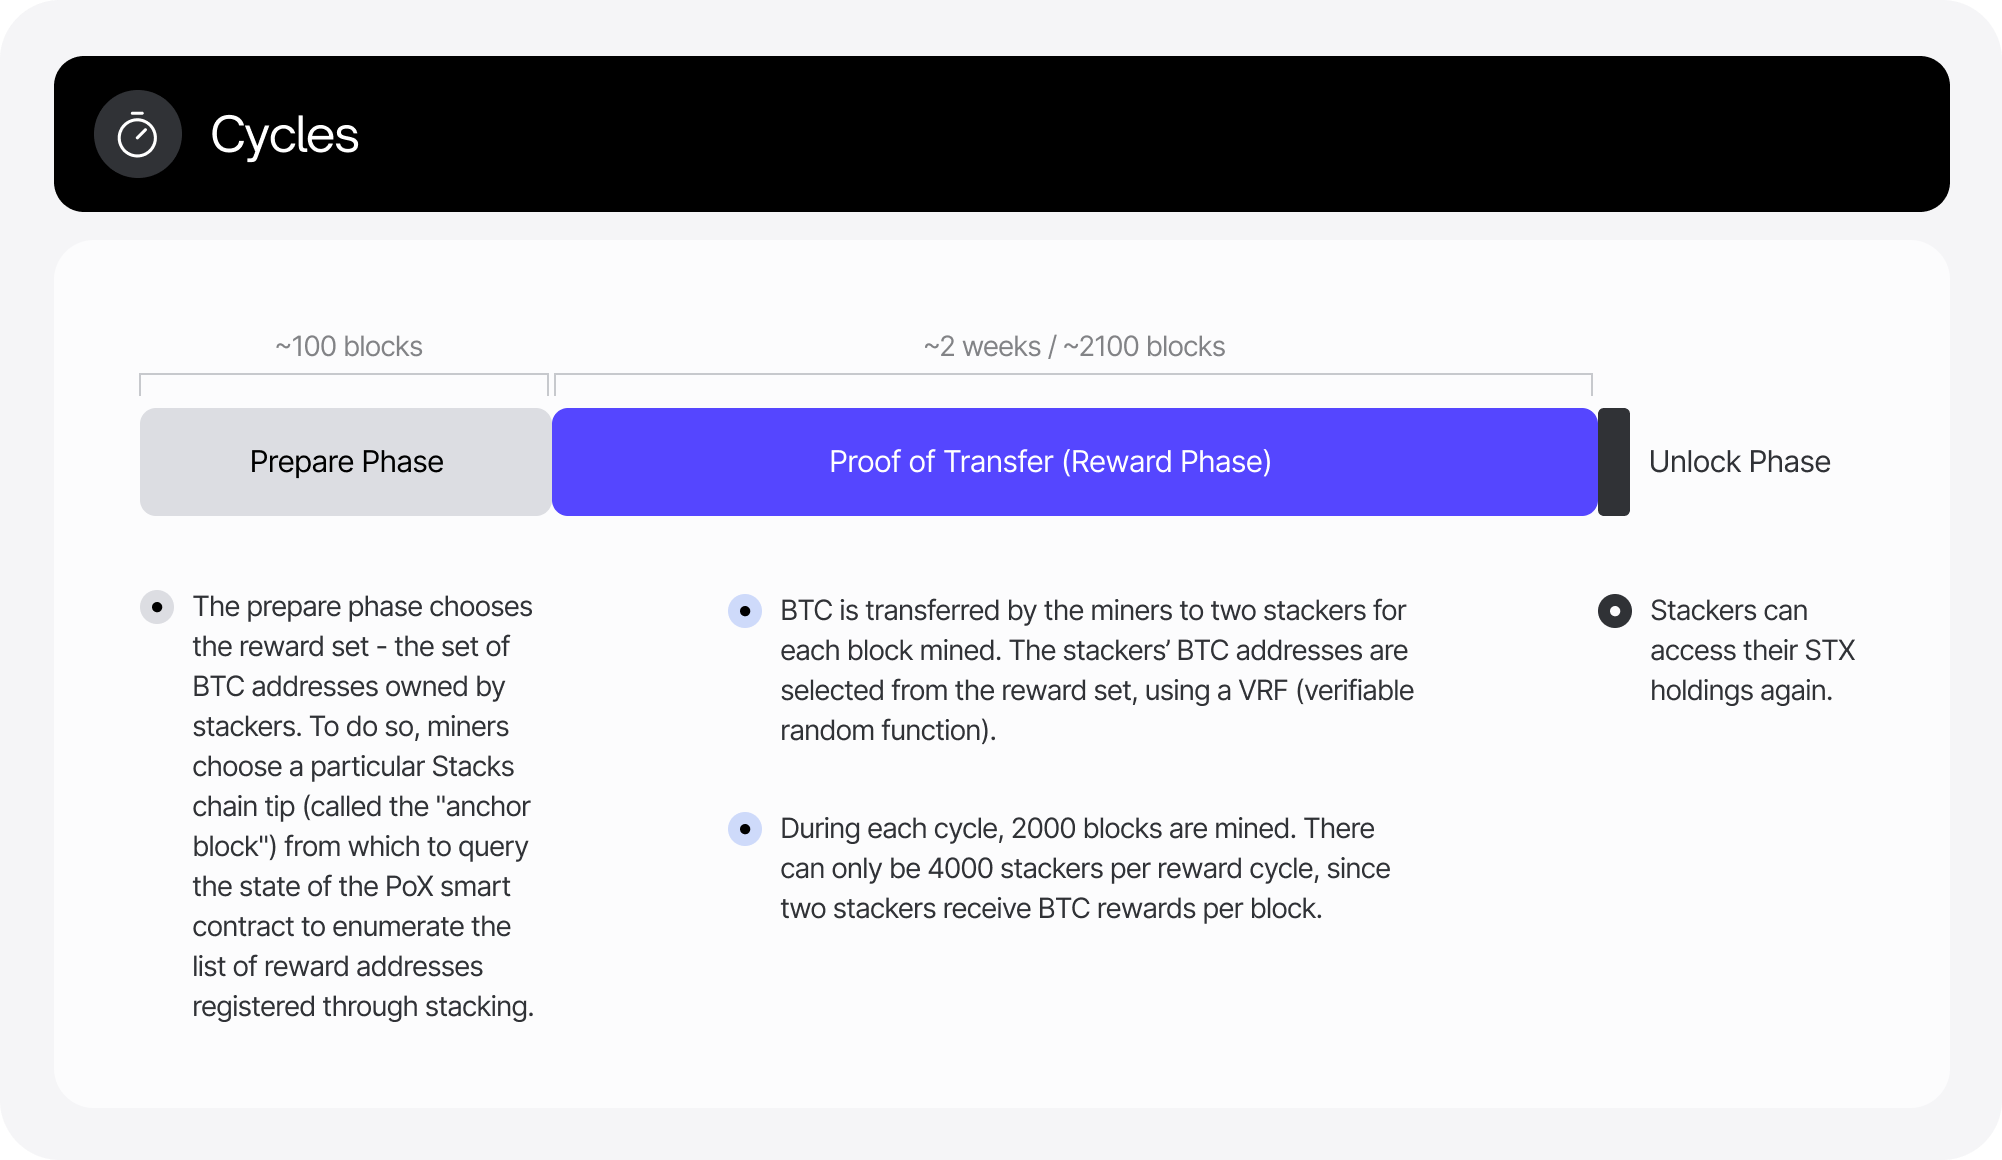 Cycles
~100 blocks
~2 weeks / ~2100 blocks
Prepare Phase
Proof of Transfer (Reward Phase)
Unlock Phase
The prepare phase chooses
the reward set - the set of
BTC addresses owned by
stackers. To do so, miners
choose a particular Stacks
chain tip (called the "anchor
block") from which to query
the state of the PoX smart
contract to enumerate the
list of reward addresses
registered through stacking.
BTC is transferred by the miners to two stackers for
each block mined. The stackers’ BTC addresses are
selected from the reward set, using a VRF (verifiable
random function).
During each cycle, 2000 blocks are mined. There
can only be 4000 stackers per reward cycle, since
two stackers receive BTC rewards per block.
Stackers can
access their STX
holdings again.